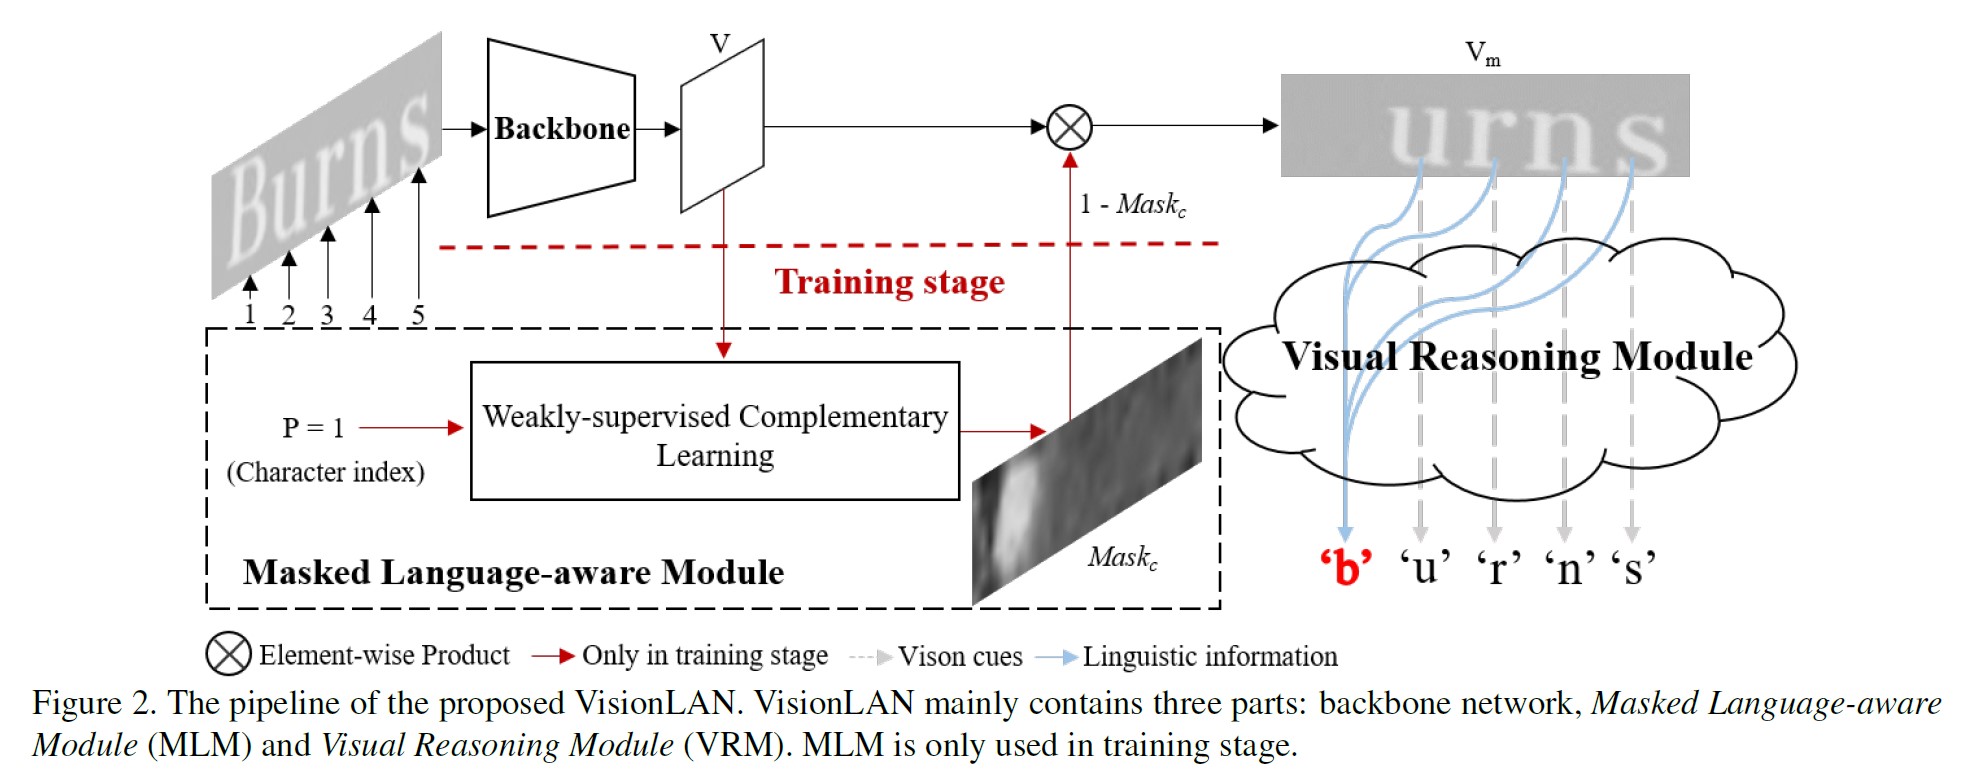 V
V_m
Burns
Backbone
urns
1 - Mask_c
Training stage
1 2 3 4 5
Visual Reasoning Module
P = 1
(Character index)
Weakly-supervised Complementary
Learning
Mask_c
Masked Language-aware Module
‘b’ ‘u’ ‘r’ ‘n’ ‘s’
Element-wise Product Only in training stage Vison cues Linguistic information
Figure 2. The pipeline of the proposed VisionLAN. VisionLAN mainly contains three parts: backbone network, Masked Language-aware
Module (MLM) and Visual Reasoning Module (VRM). MLM is only used in training stage.